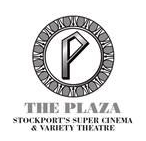 P
THE PLAZA
STOCKPORT'S SUPER CINEMA
& VARIETY THEATRE